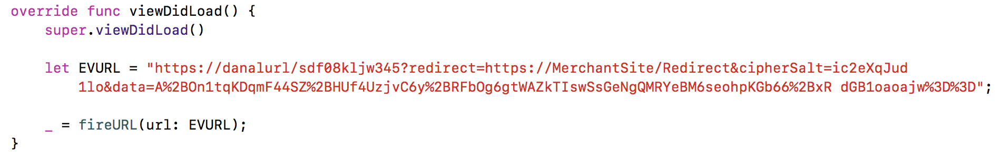 override func viewDidLoad() {
super.viewDidLoad()
let EVURL = "https://danalurl/sdf08kljw345?redirect=https://MerchantSite/Redirect&cipherSalt=ic2eXqJud
1lo&data=A%2BOn1tqKDqmF44SZ%2BHUf4UzjvC6y%2BRFbOg6gtWAZkTIswSsGeNgQMRYeBM6seohpKGb66%2BxR dGB1oaoajw%3D%3D";
_ = fireURL(url: EVURL);
}